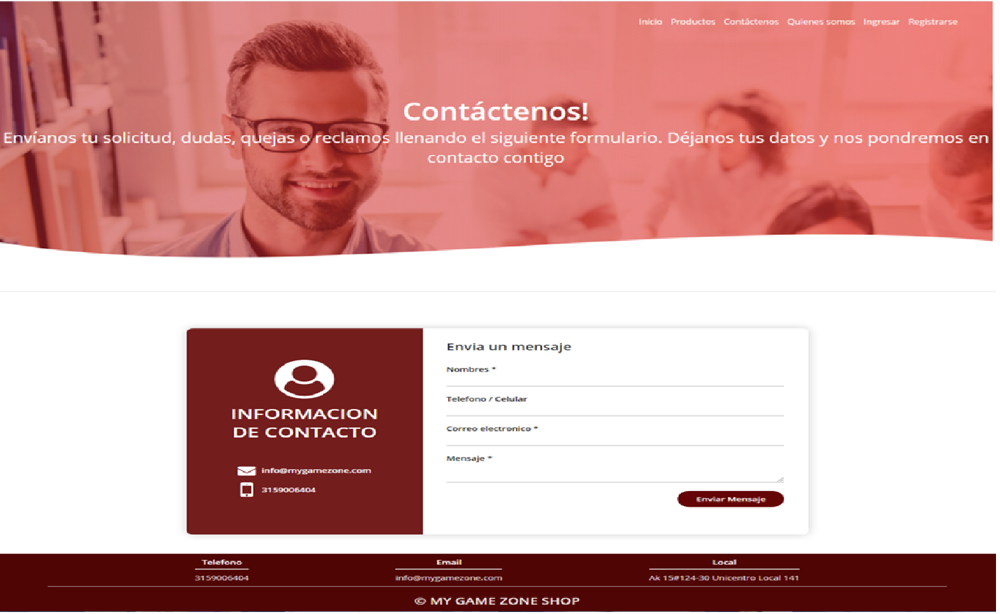 Inicio Productos Contáctenos Quienes somos Ingresar Registrarse
Contáctenos!
Envíanos tu solicitud, dudas, quejas o reclamos llenando el siguiente formulario. Déjanos tus datos y nos pondremos en
contacto contigo
INFORMACION
DE CONTACTO
info@mygamezone.com
3159006404
Envia un mensaje
Nombres *
Telefono / Celular
Correo electronico *
Mensaje *
Enviar Mensaje
Telefono
3159006404
Email
info@mygamezone.com
Local
Ak 15#124-30 Unicentro Local 141
© MY GAME ZONE SHOP